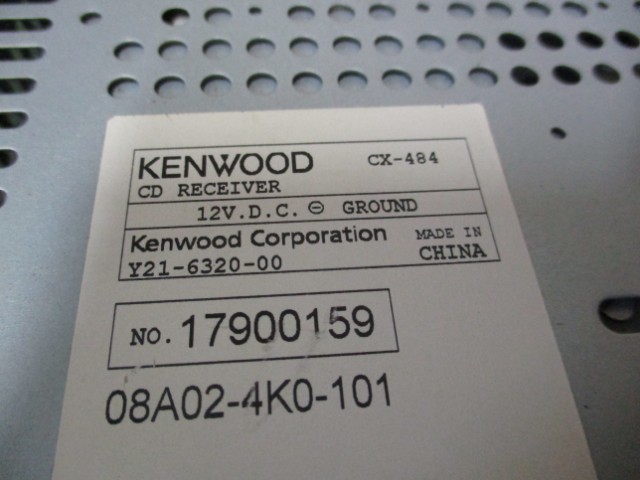 KENWOOD CX-484
CD RECEIVER
12V.D.C. ⊖ GROUND
Kenwood Corporation MADE IN
Y21-6320-00 CHINA
NO. 17900159
08A02-4K0-101